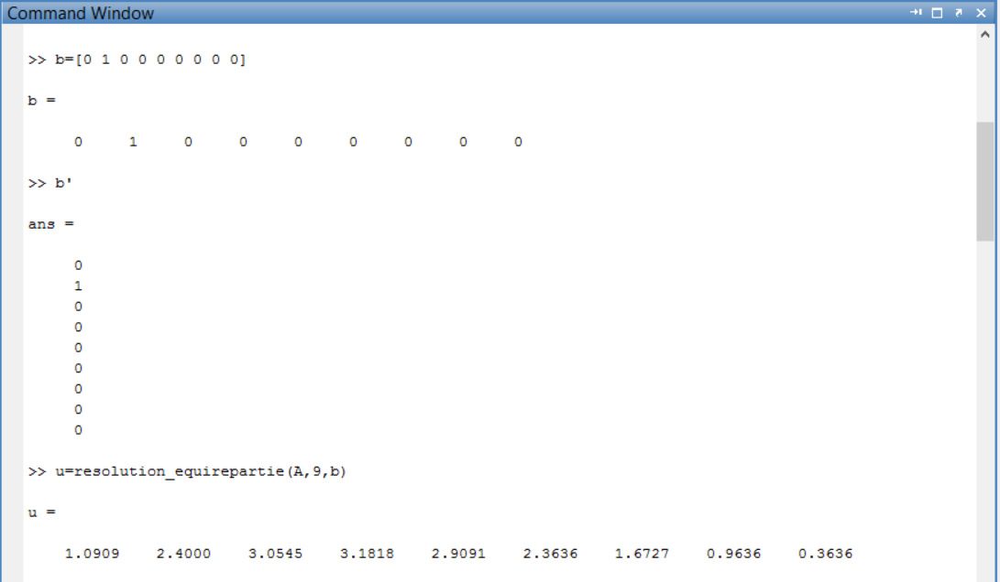 Command Window
>> b=[0 1 0 0 0 0 0 0 0]
b =
0 1 0 0 0 0 0 0 0
>> b'
ans =
0
1
0
0
0
0
0
0
0
>> u=resolution_equirepartie(A,9,b)
u =
1.0909 2.4000 3.0545 3.1818 2.9091 2.3636 1.6727 0.9636 0.3636